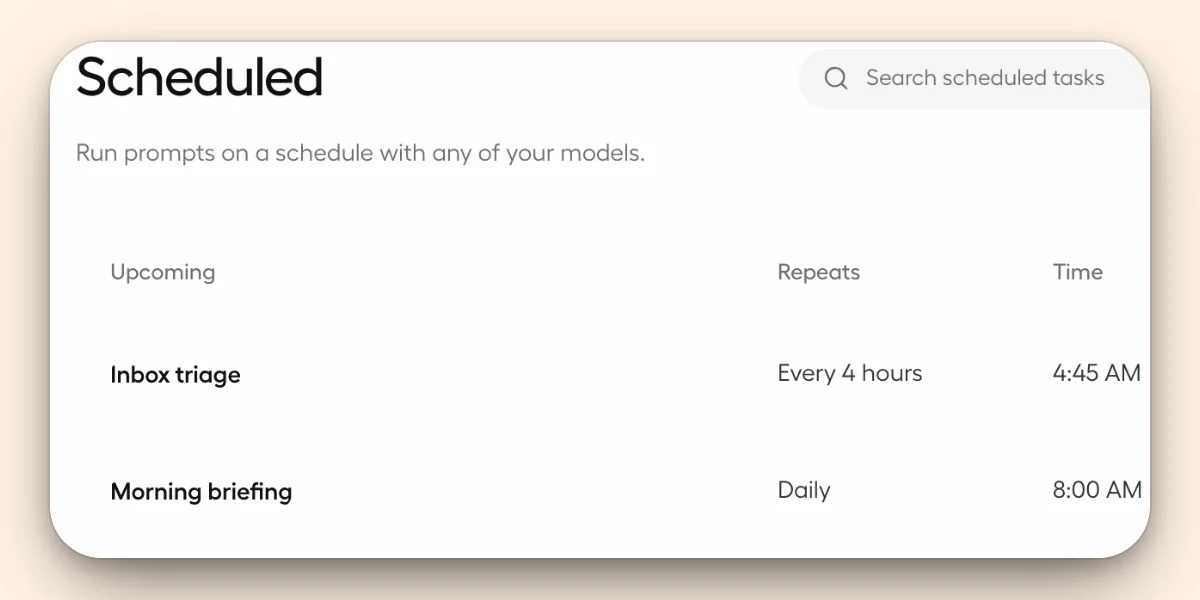 Scheduled
Search scheduled tasks
Run prompts on a schedule with any of your models.
Upcoming Repeats Time
Inbox triage Every 4 hours 4:45 AM
Morning briefing Daily 8:00 AM